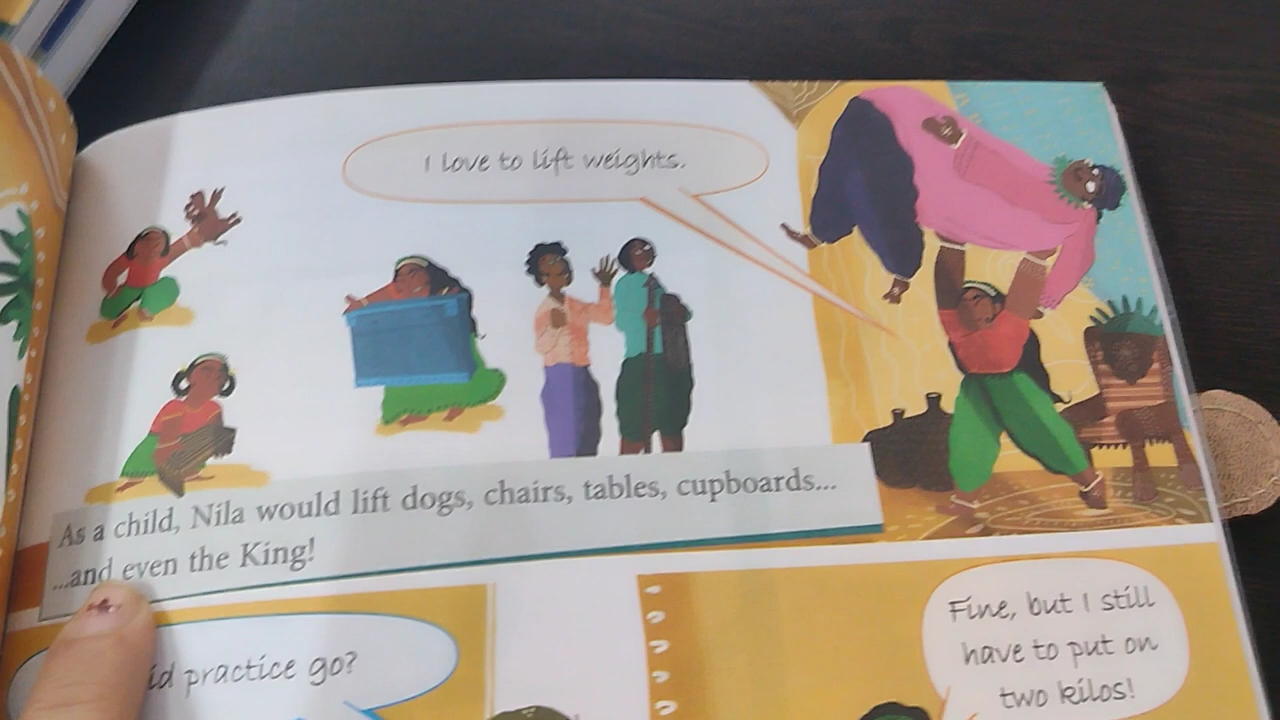 I love to lift weights.
As a child, Nila would lift dogs, chairs, tables, cupboards...
...and even the King!
practice go?
Fine, but I still
have to put on
two kilos!